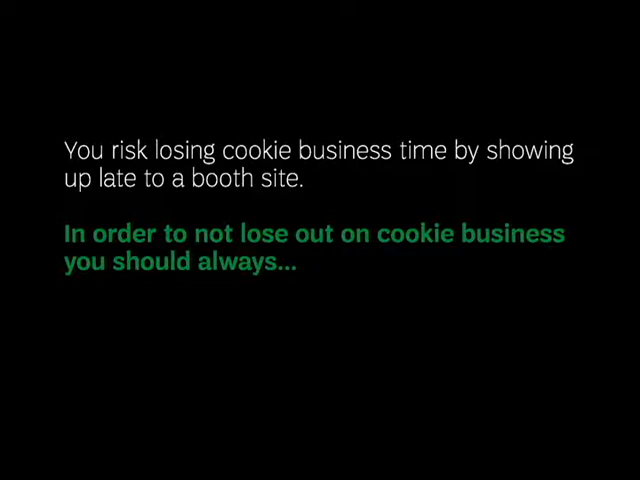 You risk losing cookie business time by showing
up late to a booth site.
In order to not lose out on cookie business
you should always...